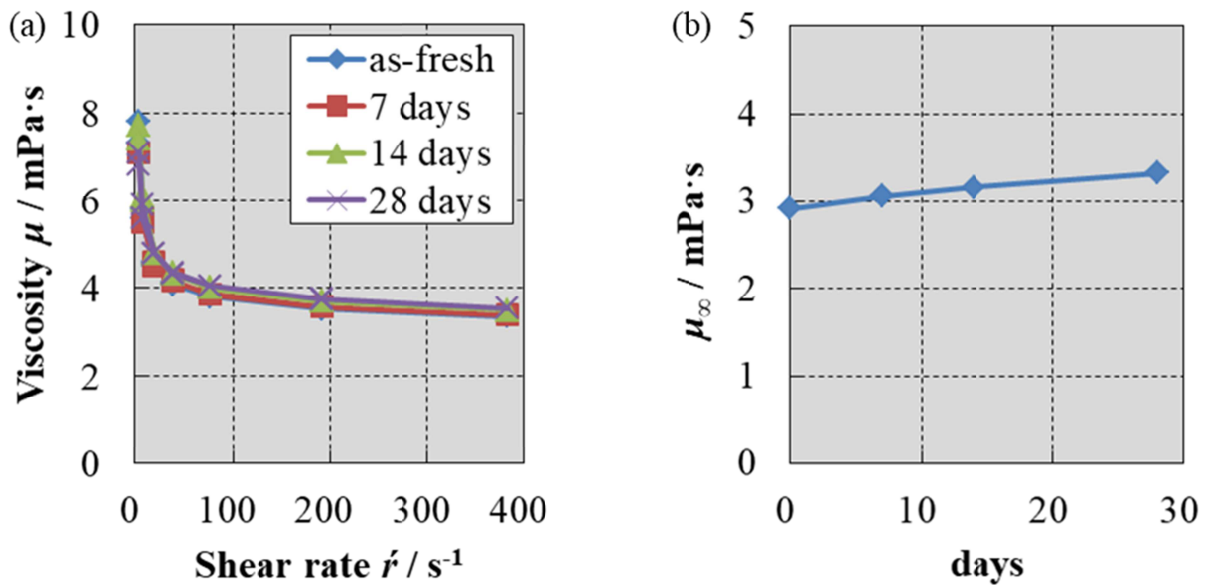 (a)
10
8
6
4
2
0
Viscosity μ / mPa·s
as-fresh
7 days
14 days
28 days
0 100 200 300 400
Shear rate ŕ / s-1
(b)
5
4
3
2
1
0
μ∞ / mPa·s
0 10 20 30
days